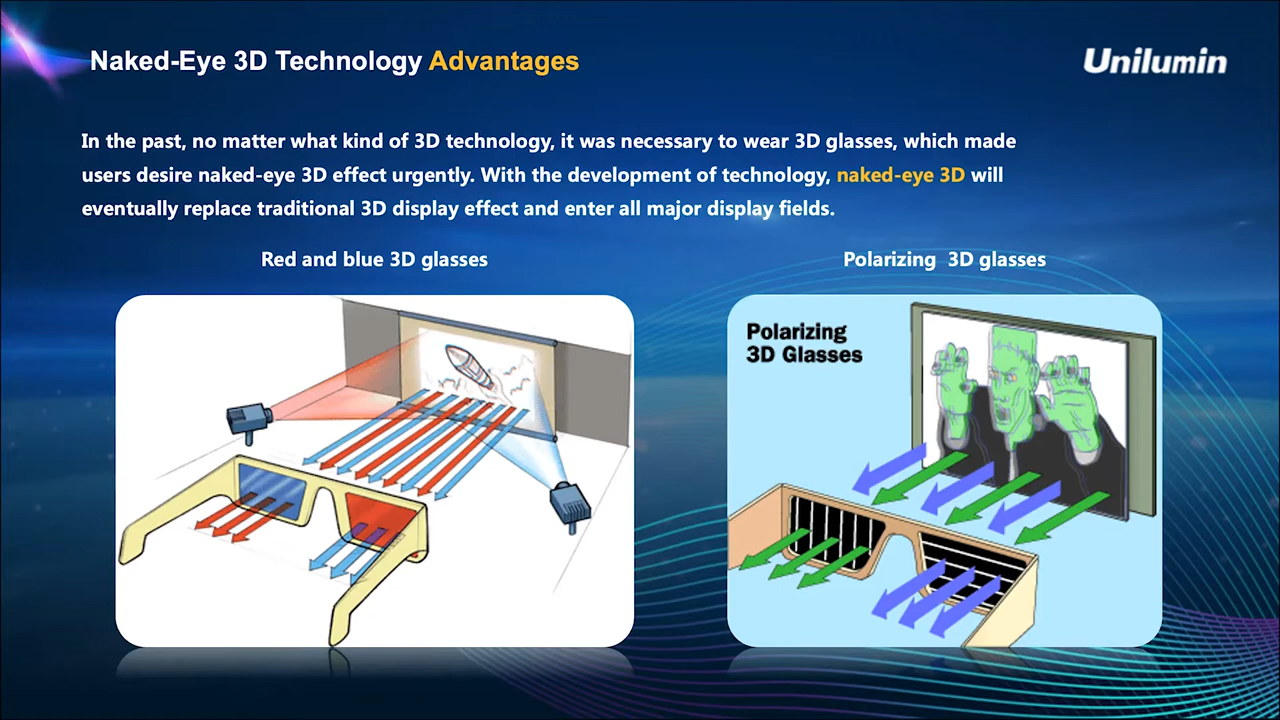 Naked-Eye 3D Technology Advantages
Unilumin
In the past, no matter what kind of 3D technology, it was necessary to wear 3D glasses, which made
users desire naked-eye 3D effect urgently. With the development of technology, naked-eye 3D will
eventually replace traditional 3D display effect and enter all major display fields.
Red and blue 3D glasses
Polarizing 3D glasses
Polarizing
3D Glasses